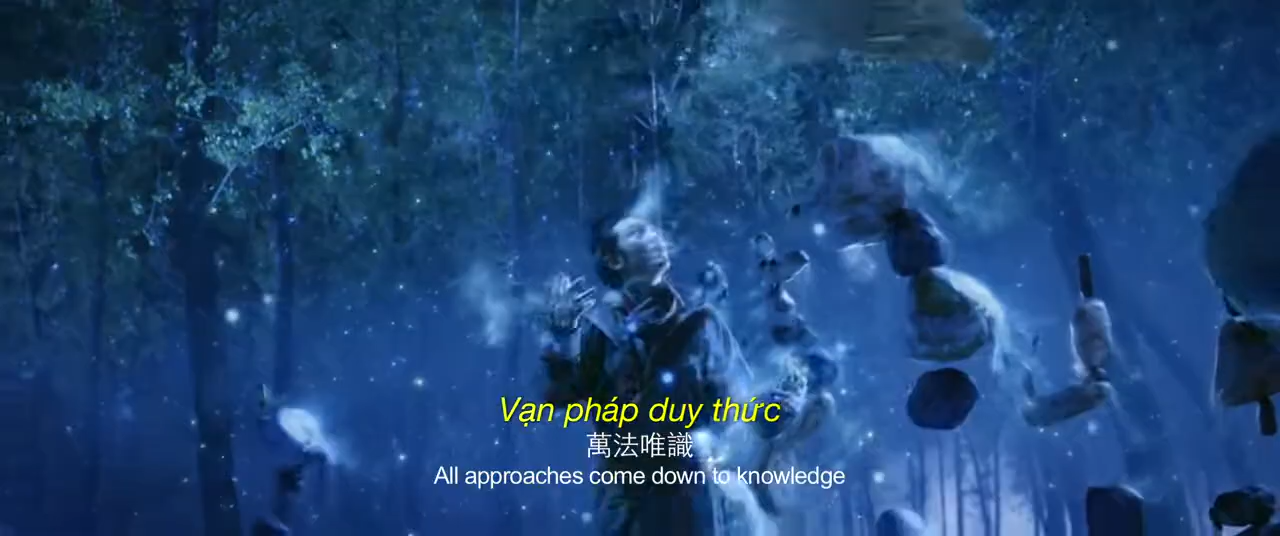 Vạn pháp duy thức
萬法唯識
All approaches come down to knowledge